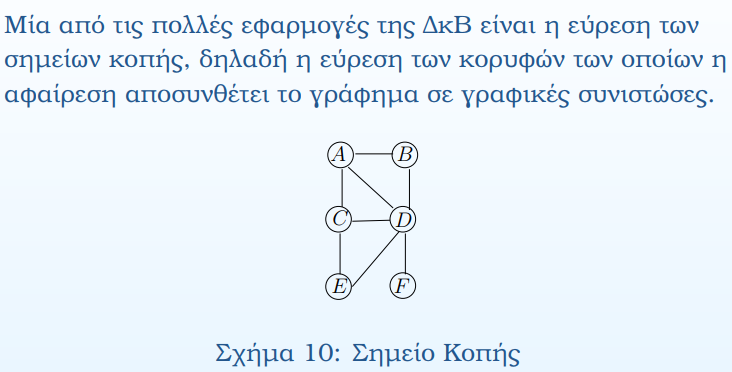 Μία από τις πολλές εφαρμογές της ΔκΒ είναι η εύρεση των
σημείων κοπής, δηλαδή η εύρεση των κορυφών των οποίων η
αφαίρεση αποσυνθέτει το γράφημα σε γραφικές συνιστώσες.
A B
C D
E F
Σχήμα 10: Σημείο Κοπής